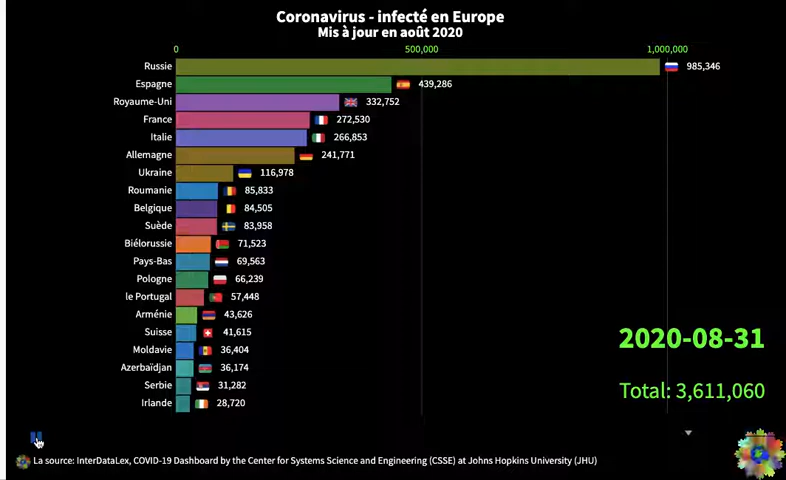 Coronavirus - infecté en Europe
Mis à jour en août 2020
0 500,000 1,000,000
Russie 985,346
Espagne 439,286
Royaume-Uni 332,752
France 272,530
Italie 266,853
Allemagne 241,771
Ukraine 116,978
Roumanie 85,833
Belgique 84,505
Suède 83,958
Biélorussie 71,523
Pays-Bas 69,563
Pologne 66,239
le Portugal 57,448
Arménie 43,626
Suisse 41,615
Moldavie 36,404
Azerbaïdjan 36,174
Serbie 31,282
Irlande 28,720
2020-08-31
Total: 3,611,060
La source: InterDataLex, COVID-19 Dashboard by the Center for Systems Science and Engineering (CSSE) at Johns Hopkins University (JHU)